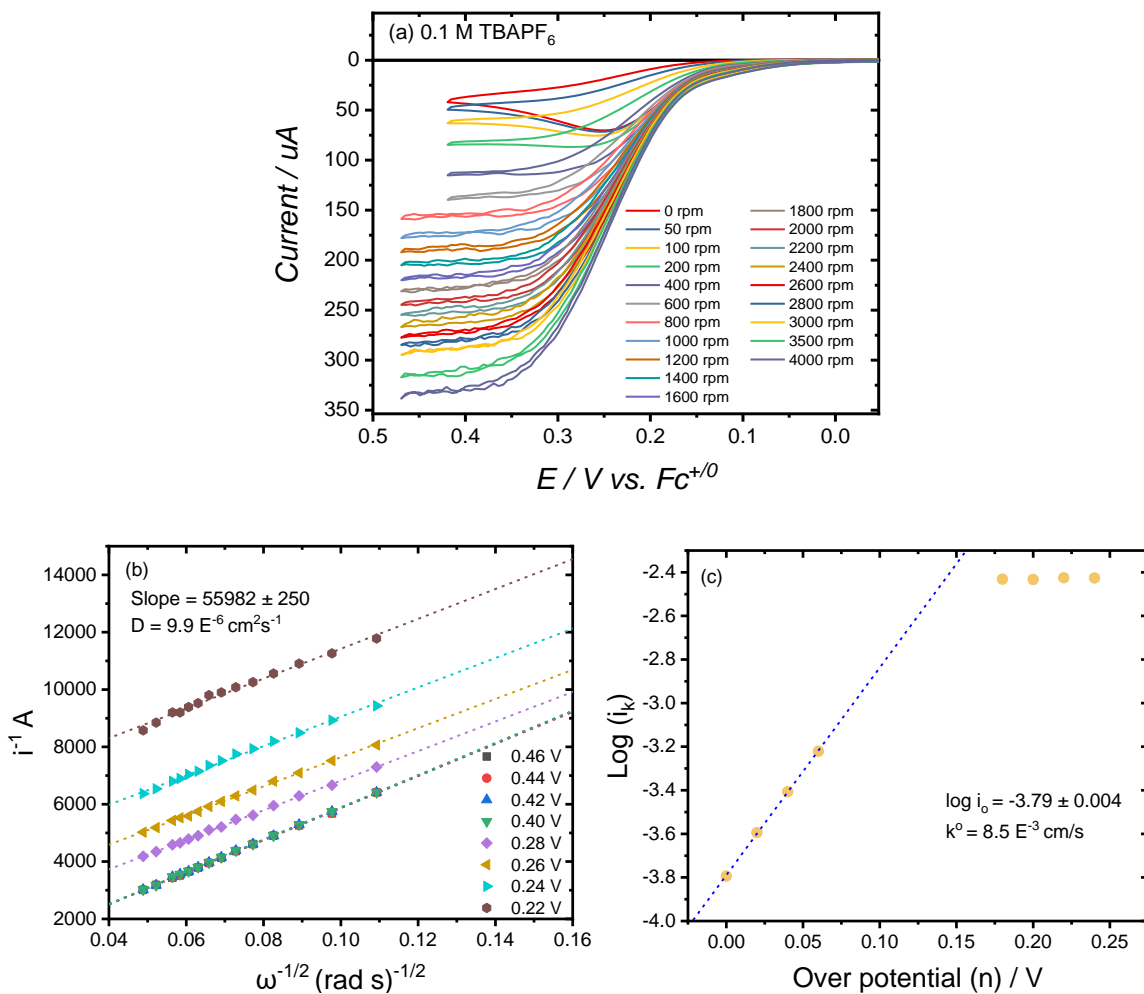 (a) 0.1 M TBAPF6
0
50
100
150
200
250
300
350
Current / uA
0 rpm
50 rpm
100 rpm
200 rpm
400 rpm
600 rpm
800 rpm
1000 rpm
1200 rpm
1400 rpm
1600 rpm
1800 rpm
2000 rpm
2200 rpm
2400 rpm
2600 rpm
2800 rpm
3000 rpm
3500 rpm
4000 rpm
0.5 0.4 0.3 0.2 0.1 0.0
E / V vs. Fc+/0
(b)
Slope = 55982 ± 250
D = 9.9 E-6 cm2s-1
14000
12000
10000
8000
6000
4000
2000
i-1 A
0.46 V
0.44 V
0.42 V
0.40 V
0.28 V
0.26 V
0.24 V
0.22 V
0.04 0.06 0.08 0.10 0.12 0.14 0.16
ω-1/2 (rad s)-1/2
(c)
-2.4
-2.6
-2.8
-3.0
-3.2
-3.4
-3.6
-3.8
-4.0
Log (ik)
log io = -3.79 ± 0.004
ko = 8.5 E-3 cm/s
0.00 0.05 0.10 0.15 0.20 0.25
Over potential (n) / V